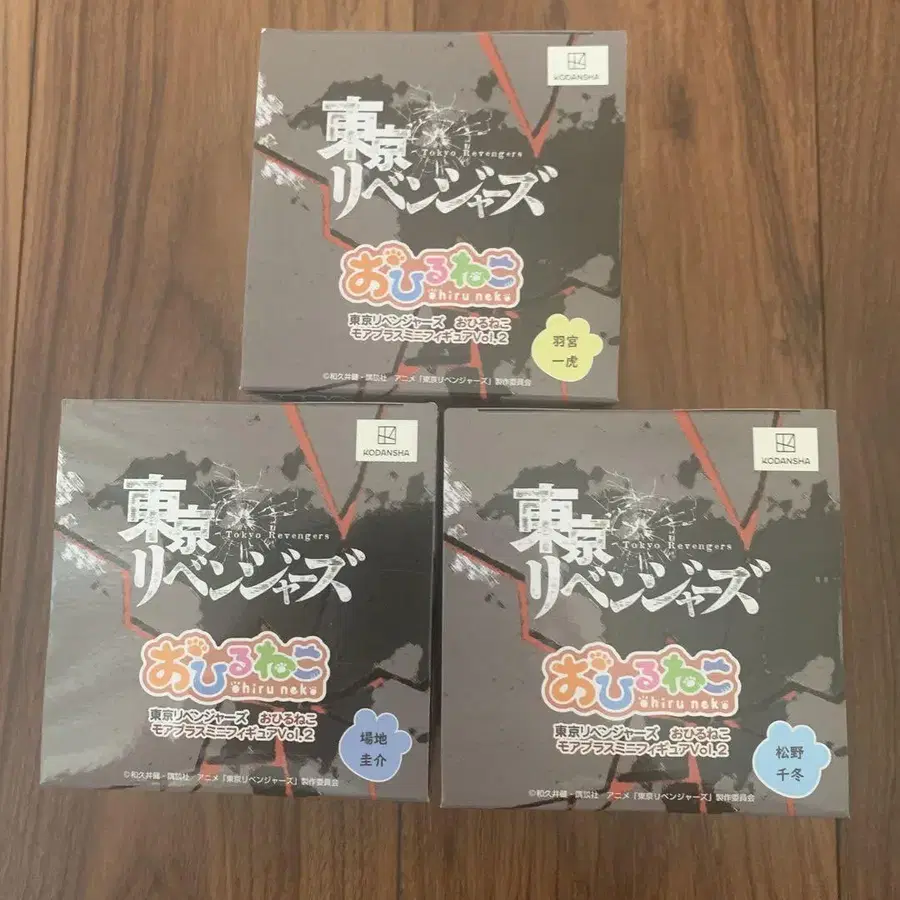 KODANSHA
東京
Tokyo Revengers
リベンジャーズ
おひるねこ
Ohiru neko
東京リベンジャーズ おひるねこ
モアプラスミニフィギュアVol,2
羽宮
一虎
©和久井健・講談社 アニメ「東京リベンジャーズ」製作委員会
KODANSHA
東京
Tokyo Revengers
リベンジャーズ
おひるねこ
Ohiru neko
東京リベンジャーズ おひるねこ
モアプラスミニフィギュアVol,2
場地
圭介
©和久井健・講談社 アニメ「東京リベンジャーズ」製作委員会
KODANSHA
東京
Tokyo Revengers
リベンジャーズ
おひるねこ
Ohiru neko
東京リベンジャーズ おひるねこ
モアプラスミニフィギュアVol,2
松野
千冬
©和久井健・講談社 アニメ「東京リベンジャーズ」製作委員会